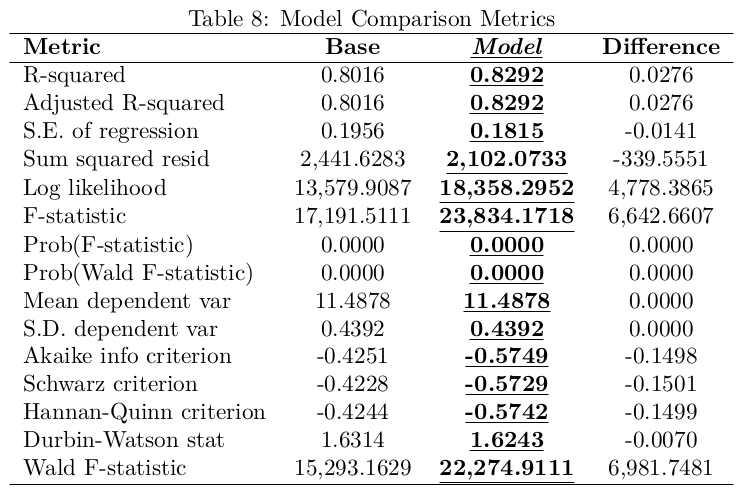 Table 8: Model Comparison Metrics
Metric Base Model Difference
R-squared 0.8016 0.8292 0.0276
Adjusted R-squared 0.8016 0.8292 0.0276
S.E. of regression 0.1956 0.1815 -0.0141
Sum squared resid 2,441.6283 2,102.0733 -339.5551
Log likelihood 13,579.9087 18,358.2952 4,778.3865
F-statistic 17,191.5111 23,834.1718 6,642.6607
Prob(F-statistic) 0.0000 0.0000 0.0000
Prob(Wald F-statistic) 0.0000 0.0000 0.0000
Mean dependent var 11.4878 11.4878 0.0000
S.D. dependent var 0.4392 0.4392 0.0000
Akaike info criterion -0.4251 -0.5749 -0.1498
Schwarz criterion -0.4228 -0.5729 -0.1501
Hannan-Quinn criterion -0.4244 -0.5742 -0.1499
Durbin-Watson stat 1.6314 1.6243 -0.0070
Wald F-statistic 15,293.1629 22,274.9111 6,981.7481